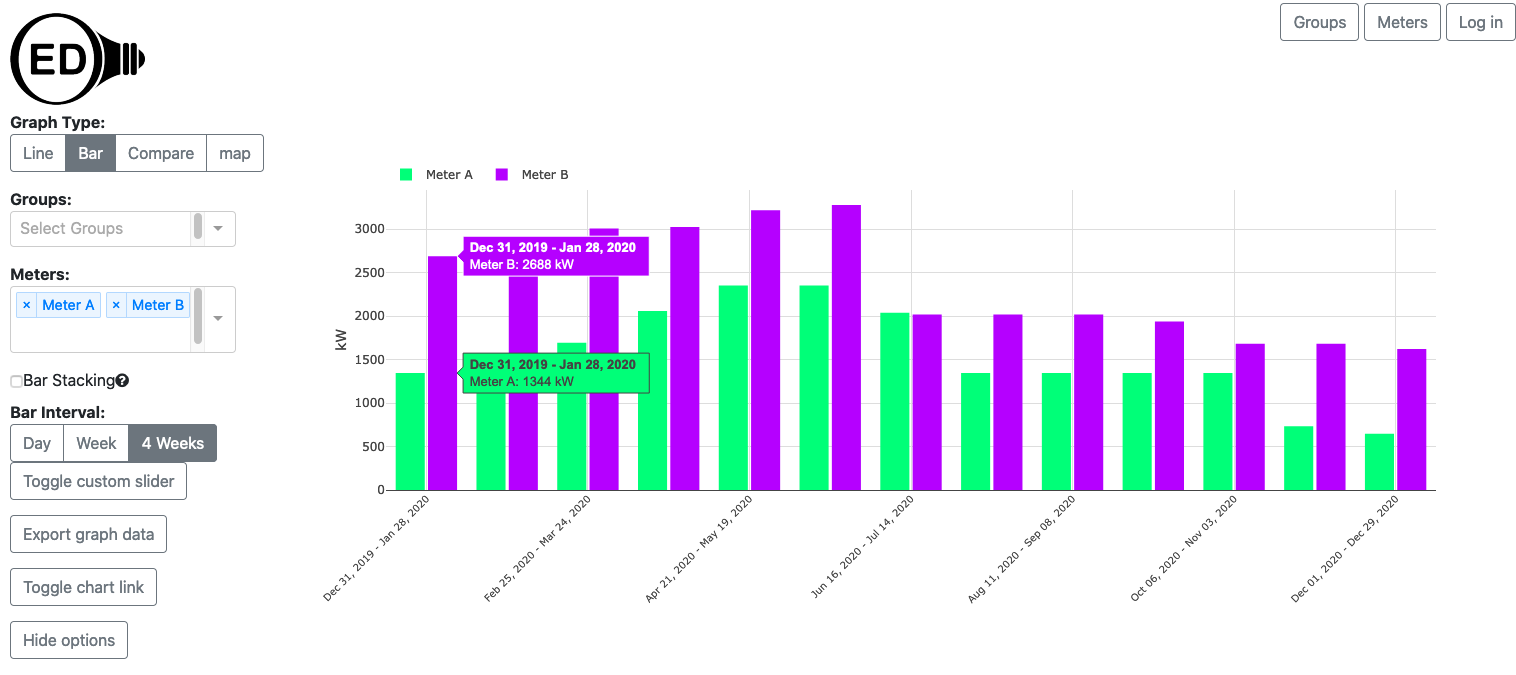 Groups
Meters
Log in
ED
Graph Type:
Line
Bar
Compare
map
Groups:
Select Groups
Meters:
× Meter A
× Meter B
Bar Stacking?
Bar Interval:
Day
Week
4 Weeks
Toggle custom slider
Export graph data
Toggle chart link
Hide options
Meter A
Meter B
kW
3000
2500
2000
1500
1000
500
0
Dec 31, 2019 - Jan 28, 2020
Meter B: 2688 kW
Dec 31, 2019 - Jan 28, 2020
Meter A: 1344 kW
Dec 31, 2019 - Jan 28, 2020
Feb 25, 2020 - Mar 24, 2020
Apr 21, 2020 - May 19, 2020
Jun 16, 2020 - Jul 14, 2020
Aug 11, 2020 - Sep 08, 2020
Oct 06, 2020 - Nov 03, 2020
Dec 01, 2020 - Dec 29, 2020